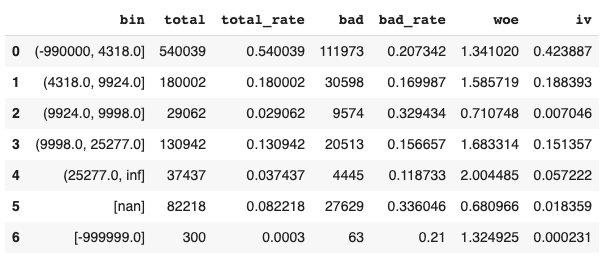 bin total total_rate bad bad_rate woe iv
0 (-990000, 4318.0] 540039 0.540039 111973 0.207342 1.341020 0.423887
1 (4318.0, 9924.0] 180002 0.180002 30598 0.169987 1.585719 0.188393
2 (9924.0, 9998.0] 29062 0.029062 9574 0.329434 0.710748 0.007046
3 (9998.0, 25277.0] 130942 0.130942 20513 0.156657 1.683314 0.151357
4 (25277.0, inf] 37437 0.037437 4445 0.118733 2.004485 0.057222
5 [nan] 82218 0.082218 27629 0.336046 0.680966 0.018359
6 [-999999.0] 300 0.0003 63 0.21 1.324925 0.000231